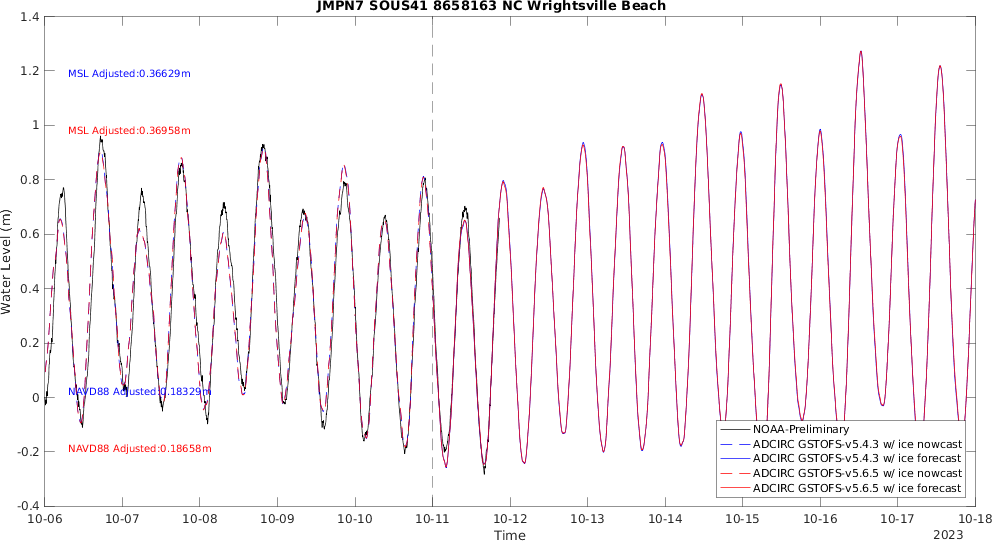 JMPN7 SOUS41 8658163 NC Wrightsville Beach
1.4
1.2
1
0.8
0.6
0.4
0.2
0
-0.2
-0.4
Water Level (m)
MSL Adjusted:0.36629m
MSL Adjusted:0.36958m
NAVD88 Adjusted:0.18329m
NAVD88 Adjusted:0.18658m
NOAA-Preliminary
ADCIRC GSTOFS-v5.4.3 w/ ice nowcast
ADCIRC GSTOFS-v5.4.3 w/ ice forecast
ADCIRC GSTOFS-v5.6.5 w/ ice nowcast
ADCIRC GSTOFS-v5.6.5 w/ ice forecast
10-06 10-07 10-08 10-09 10-10 10-11 10-12 10-13 10-14 10-15 10-16 10-17 10-18
Time
2023